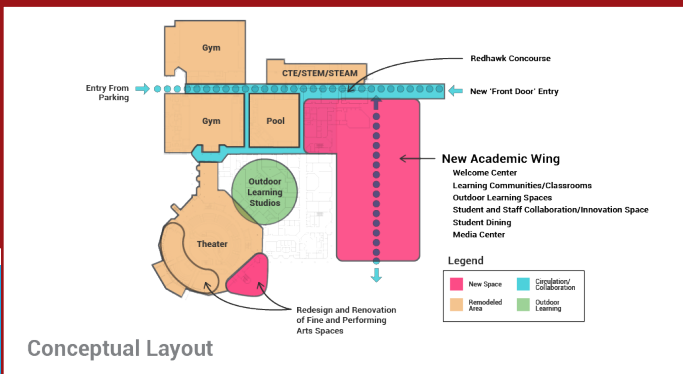 Gym
CTE/STEM/STEAM
Redhawk Concourse
Entry From
Parking
New 'Front Door' Entry
Gym
Pool
New Academic Wing
Welcome Center
Learning Communities/Classrooms
Outdoor Learning Spaces
Student and Staff Collaboration/Innovation Space
Student Dining
Media Center
Outdoor
Learning
Studios
Theater
Legend
New Space
Circulation/
Collaboration
Remodeled
Area
Outdoor
Learning
Redesign and Renovation
of Fine and Performing
Arts Spaces
Conceptual Layout